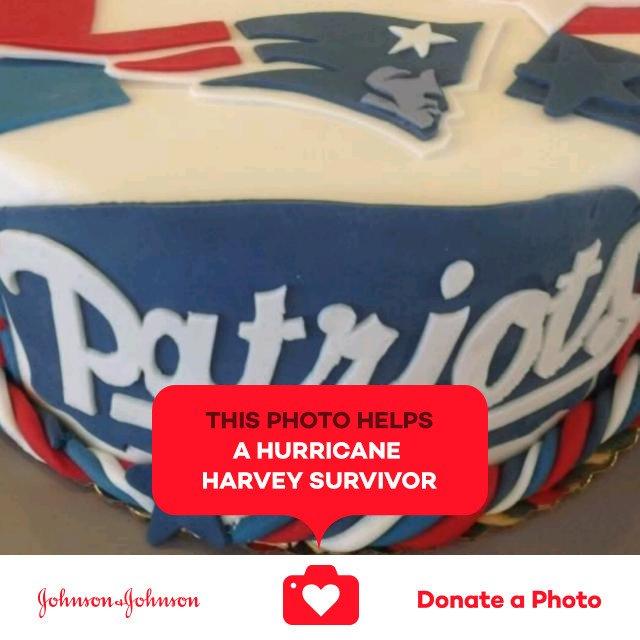 Patriots
THIS PHOTO HELPS
A HURRICANE
HARVEY SURVIVOR
Johnson & Johnson
Donate a Photo